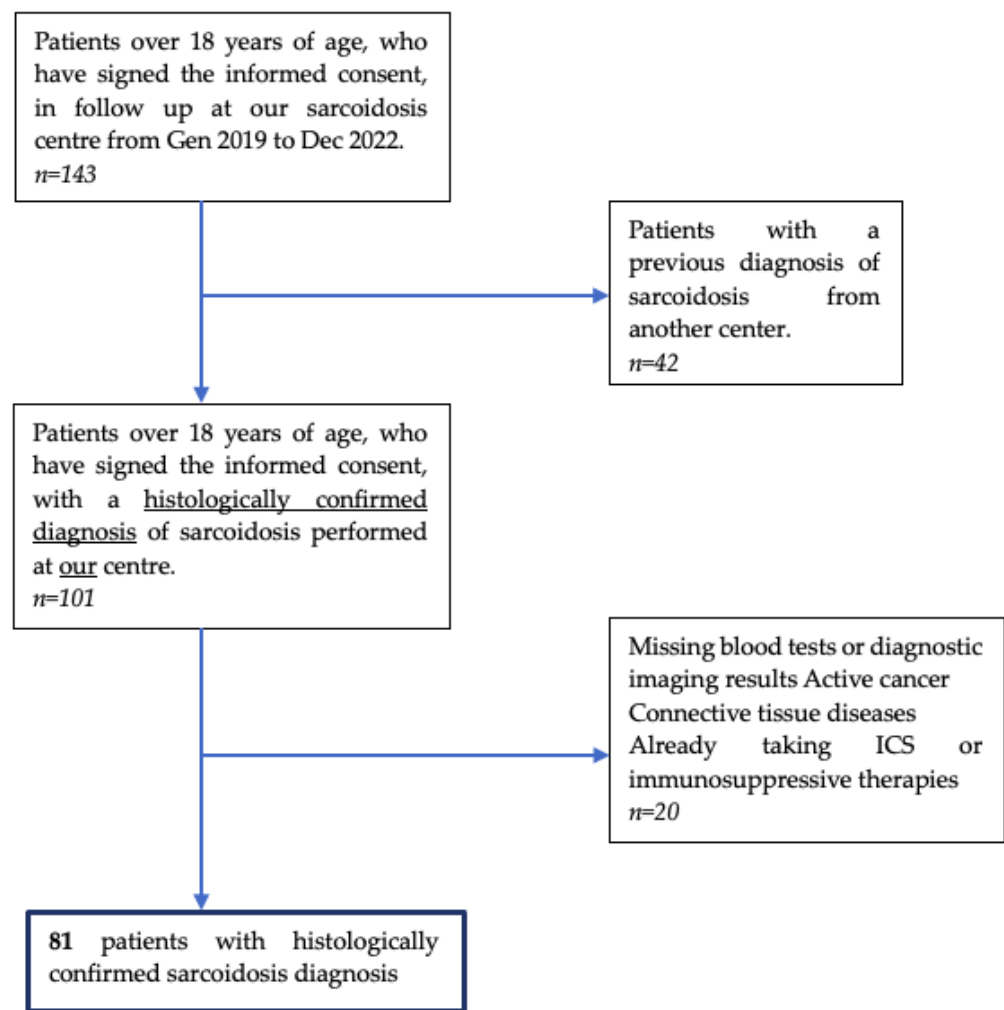 Patients over 18 years of age, who
have signed the informed consent,
in follow up at our sarcoidosis
centre from Gen 2019 to Dec 2022.
n=143
Patients with a
previous diagnosis of
sarcoidosis from
another center.
n=42
Patients over 18 years of age, who
have signed the informed consent,
with a histologically confirmed
diagnosis of sarcoidosis performed
at our centre.
n=101
Missing blood tests or diagnostic
imaging results Active cancer
Connective tissue diseases
Already taking ICS or
immunosuppressive therapies
n=20
81 patients with histologically
confirmed sarcoidosis diagnosis